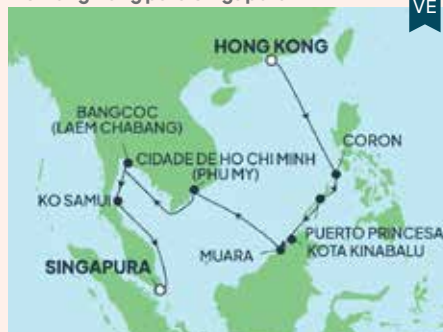 VE
HONG KONG
BANGCOC
(LAEM CHABANG)
CORON
CIDADE DE HO CHI MINH
(PHU MY)
KO SAMUI
PUERTO PRINCESA
KOTA KINABALU
MUARA
SINGAPURA